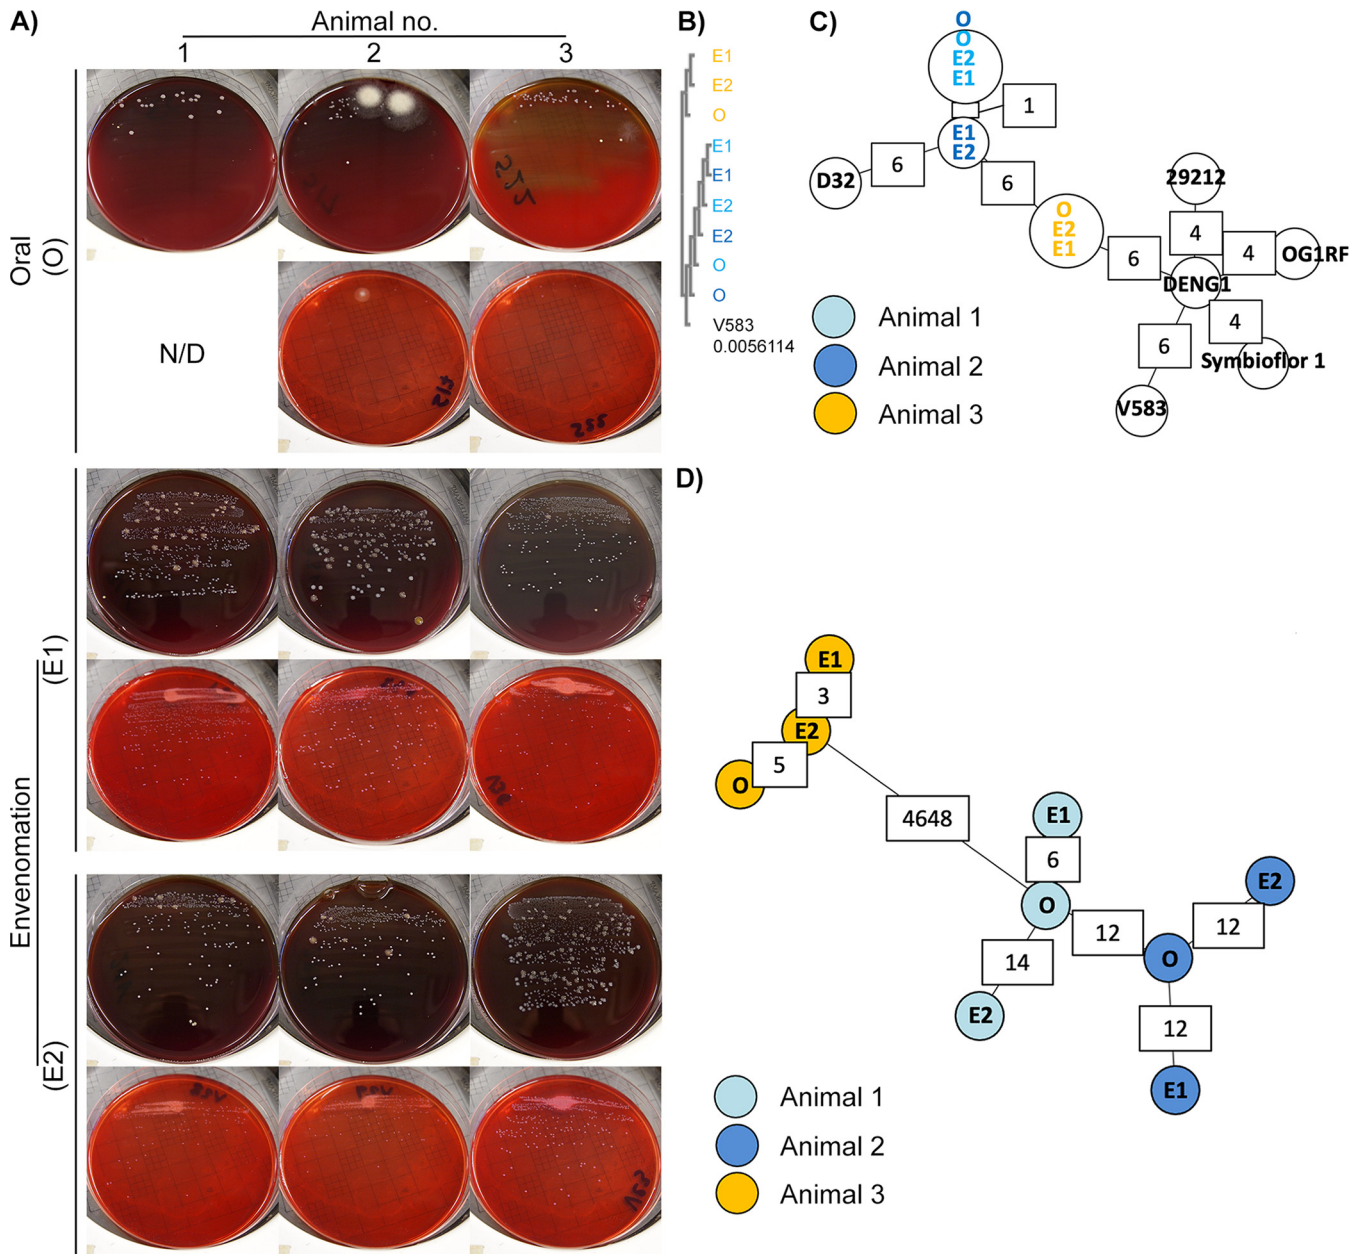 A)
Animal no.
1
2
3
Oral
(O)
N/D
Envenomation
(E1)
(E2)
B)
E1
E2
O
E1
E1
E2
E2
O
O
V583
0.0056114
C)
O
O
E2
E1
1
E1
E2
6
D32
6
O
E2
E1
6
29212
4
4
OG1RF
DENG1
4
6
Symbioflor 1
V583
Animal 1
Animal 2
Animal 3
D)
E1
3
E2
5
O
4648
E1
6
O
12
14
E2
O
12
E2
12
E1
Animal 1
Animal 2
Animal 3